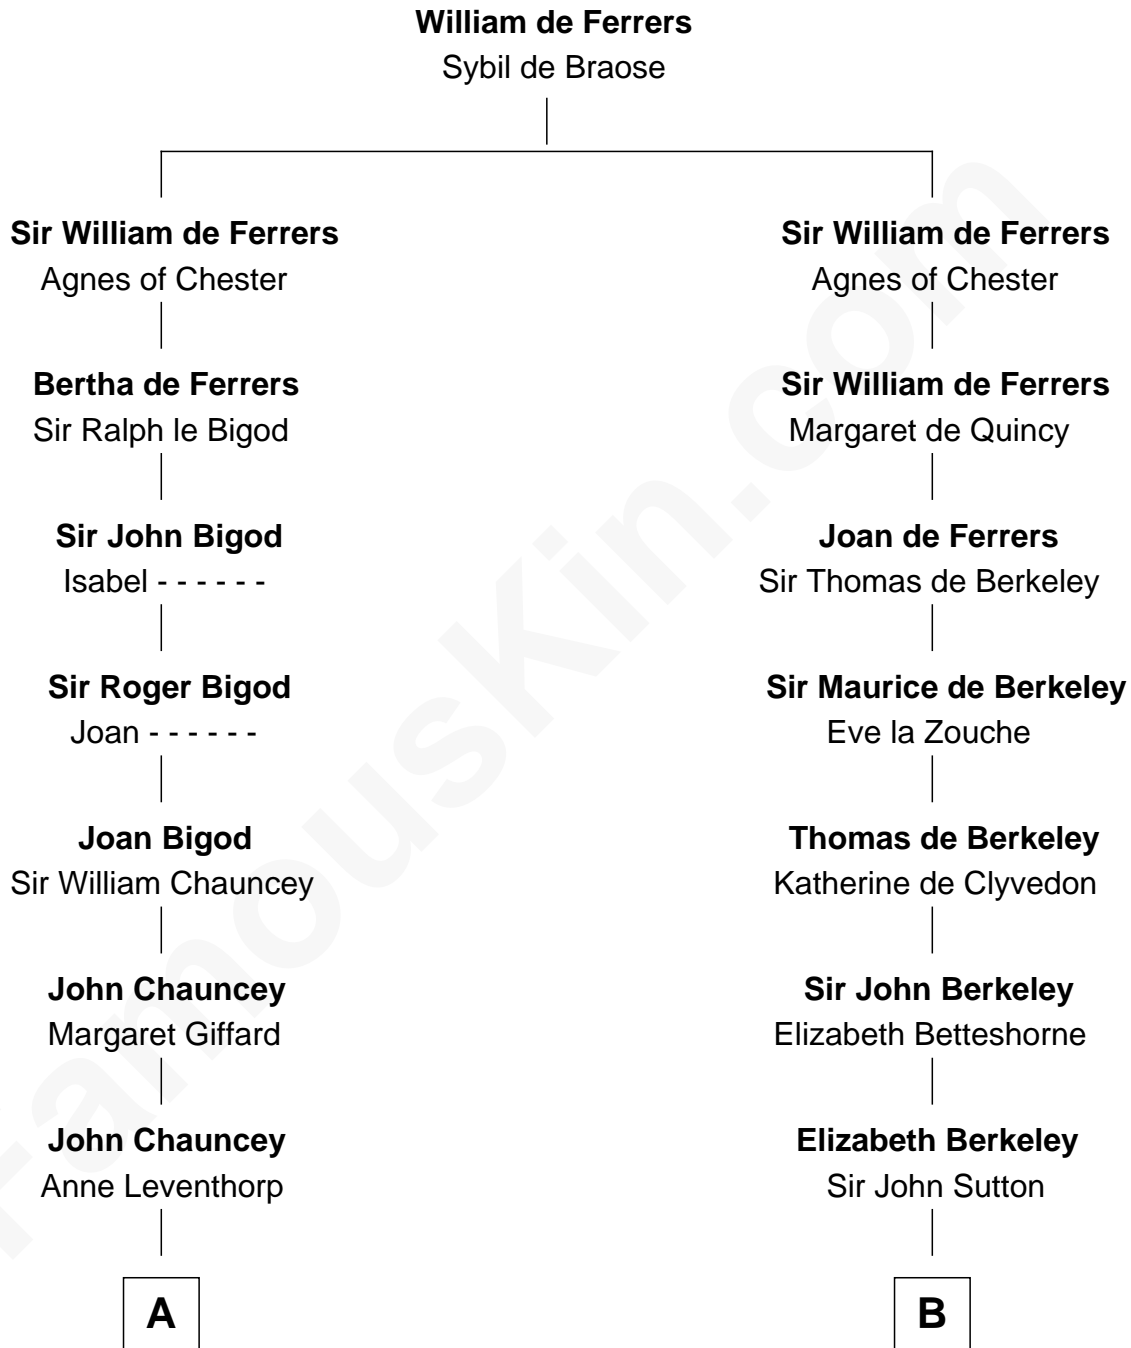 William de Ferrers
Sybil de Braose
Sir William de Ferrers
Agnes of Chester
Bertha de Ferrers
Sir Ralph le Bigod
Sir John Bigod
Isabel - - - - - -
Sir Roger Bigod
Joan - - - - - -
Joan Bigod
Sir William Chauncey
John Chauncey
Margaret Giffard
John Chauncey
Anne Leventhorp
A
Sir William de Ferrers
Agnes of Chester
Sir William de Ferrers
Margaret de Quincy
Joan de Ferrers
Sir Thomas de Berkeley
Sir Maurice de Berkeley
Eve la Zouche
Thomas de Berkeley
Katherine de Clyvedon
Sir John Berkeley
Elizabeth Betteshorne
Elizabeth Berkeley
Sir John Sutton
B
FamousKin.com